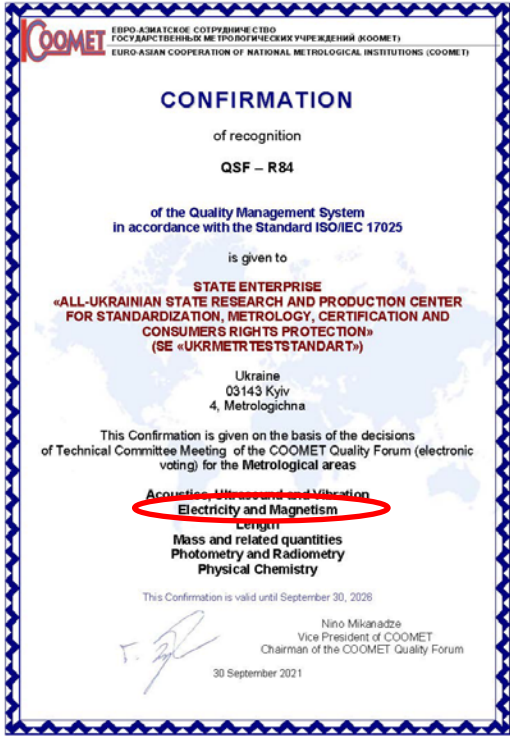 COOMET
ЕВРО-АЗИАТСКОЕ СОТРУДНИЧЕСТВО
ГОСУДАРСТВЕННЫХ МЕТРОЛОГИЧЕСКИХ УЧРЕЖДЕНИЙ (КООМЕТ)
EURO-ASIAN COOPERATION OF NATIONAL METROLOGICAL INSTITUTIONS (COOMET)
CONFIRMATION
of recognition
QSF – R84
of the Quality Management System
in accordance with the Standard ISO/IEC 17025
is given to
STATE ENTERPRISE
«ALL-UKRAINIAN STATE RESEARCH AND PRODUCTION CENTER
FOR STANDARDIZATION, METROLOGY, CERTIFICATION AND
CONSUMERS RIGHTS PROTECTION»
(SE «UKRMETRTESTSTANDART»)
Ukraine
03143 Kyiv
4, Metrologichna
This Confirmation is given on the basis of the decisions
of Technical Committee Meeting of the COOMET Quality Forum (electronic
voting) for the Metrological areas
Acoustics, Ultrasound and Vibration
Electricity and Magnetism
Length
Mass and related quantities
Photometry and Radiometry
Physical Chemistry
This Confirmation is valid until September 30, 2026
Nino Mikanadze
Vice President of COOMET
Chairman of the COOMET Quality Forum
30 September 2021